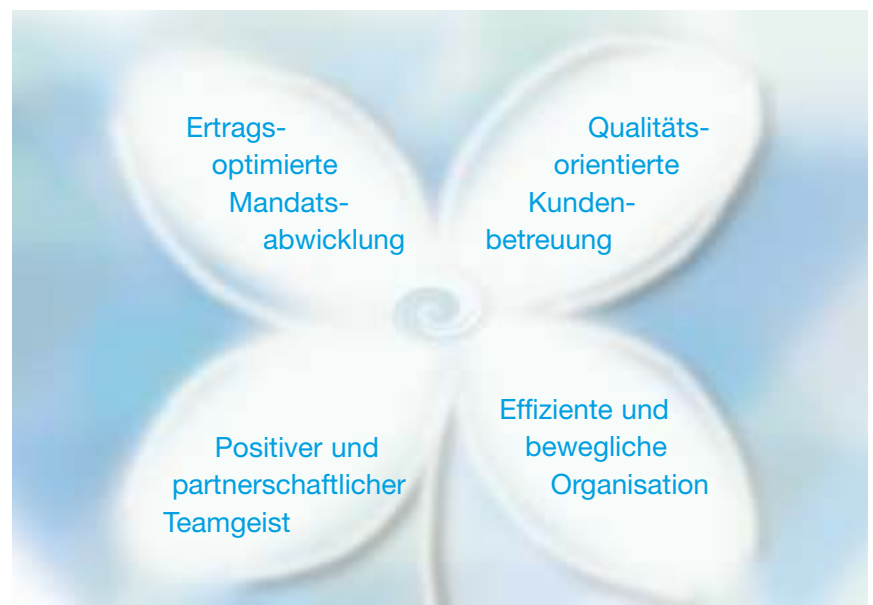 Ertrags-
optimierte
Mandats-
abwicklung
Qualitäts-
orientierte
Kunden-
betreuung
Positiver und
partnerschaftlicher
Teamgeist
Effiziente und
bewegliche
Organisation